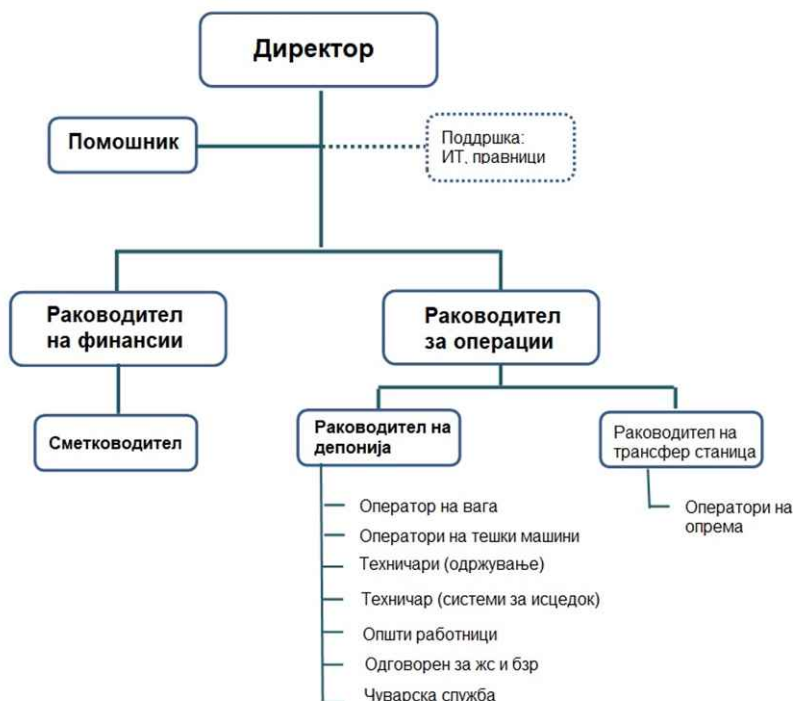 Директор
Помошник
Поддршка:
ИТ, правници
Раководител
на финансии
Раководител
за операции
Сметководител
Раководител на
депонија
Раководител на
трансфер станица
Оператор на вага
Оператори на тешки машини
Техничари (одржување)
Техничар (системи за исцедок)
Општи работници
Одговорен за жс и бзр
Чуварска служба
Оператори на
опрема